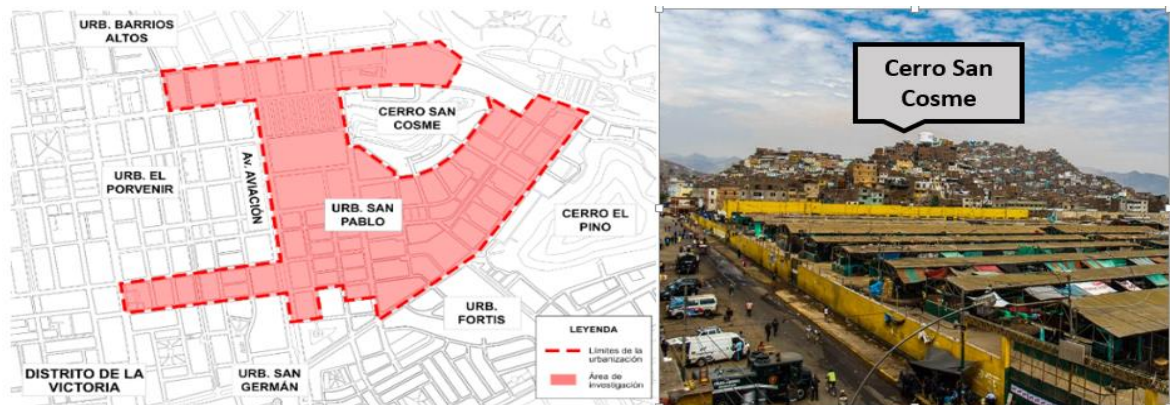 URB. BARRIOS
ALTOS
CERRO SAN
COSME
URB. EL
PORVENIR
Av. AVIACIÓN
URB. SAN
PABLO
CERRO EL
PINO
URB.
FORTIS
DISTRITO DE LA
VICTORIA
URB. SAN
GERMÁN
LEYENDA
Límites de la
urbanización
Área de
investigación
Cerro San
Cosme